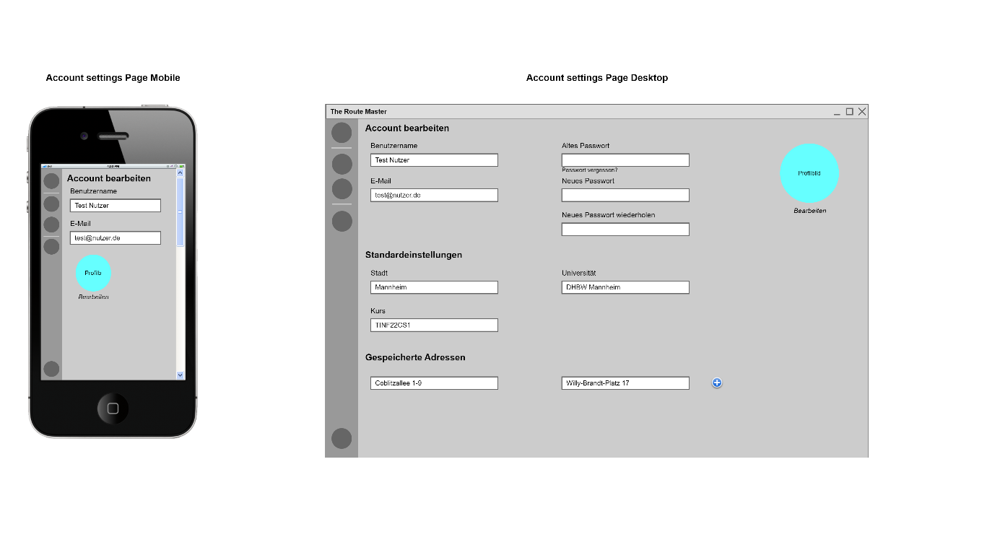 Account settings Page Mobile
4:20 PM
Account bearbeiten
Benutzername
Test Nutzer
E-Mail
test@nutzer.de
Profilb
Bearbeiten
Account settings Page Desktop
The Route Master
Account bearbeiten
Benutzername
Test Nutzer
E-Mail
test@nutzer.de
Altes Passwort
Passwort vergessen?
Neues Passwort
Neues Passwort wiederholen
Profilbild
Bearbeiten
Standardeinstellungen
Stadt
Mannheim
Universität
DHBW Mannheim
Kurs
TINF22CS1
Gespeicherte Adressen
Coblitzallee 1-9
Willy-Brandt-Platz 17